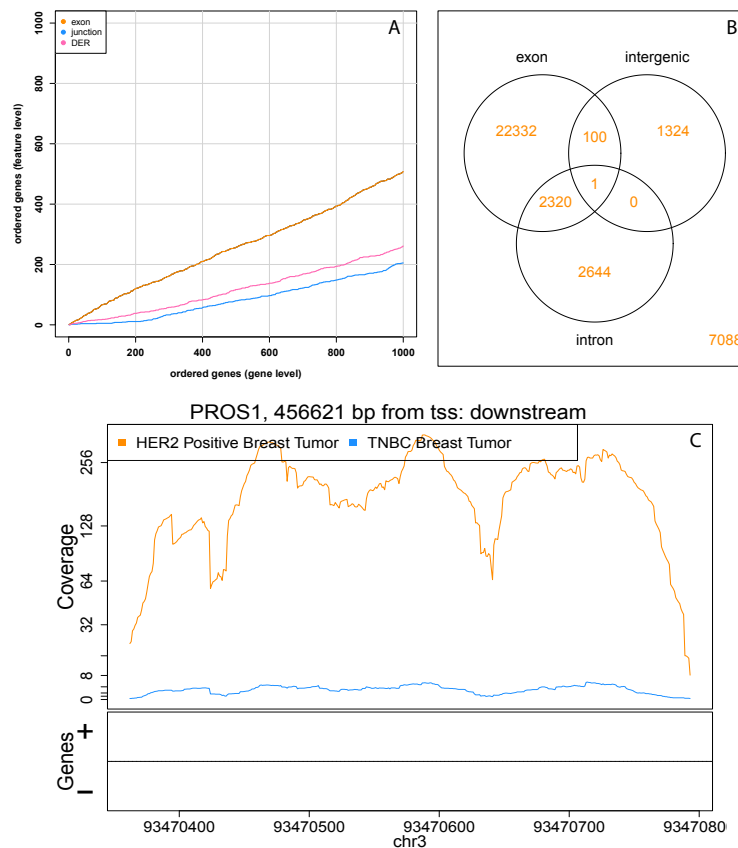 A
exon
junction
DER
1000
800
600
400
200
0
ordered genes (feature level)
0 200 400 600 800 1000
ordered genes (gene level)
B
exon intergenic
22332 100 1324
1
2320 0
2644
intron
7088
PROS1, 456621 bp from tss: downstream
HER2 Positive Breast Tumor TNBC Breast Tumor
C
256
128
64
32
8
0
Coverage
Genes
+
−
93470400 93470500 93470600 93470700 9347080
chr3